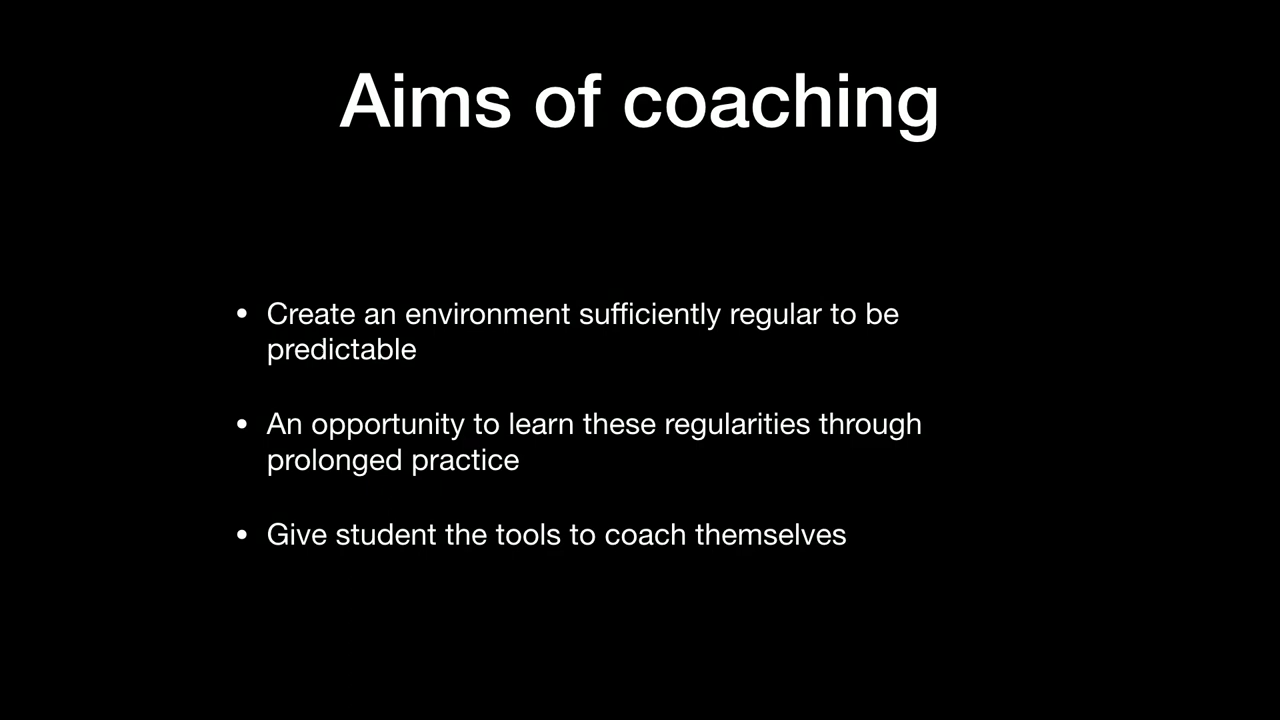 Aims of coaching
• Create an environment sufficiently regular to be
predictable
• An opportunity to learn these regularities through
prolonged practice
• Give student the tools to coach themselves